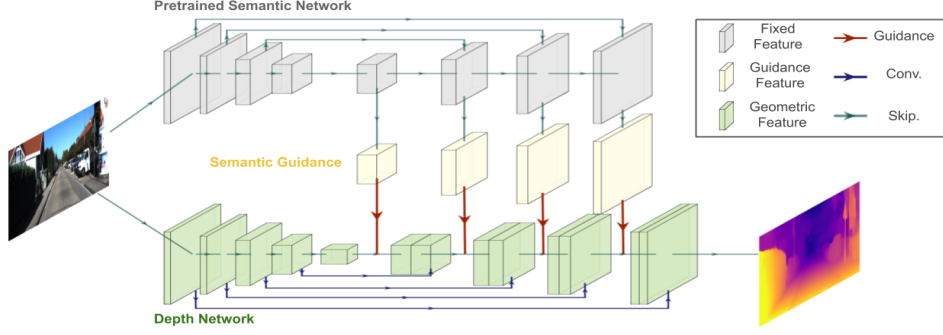 Pretrained Semantic Network
Fixed
Feature
Guidance
Guidance
Feature
Conv.
Geometric
Feature
Skip.
Semantic Guidance
Depth Network